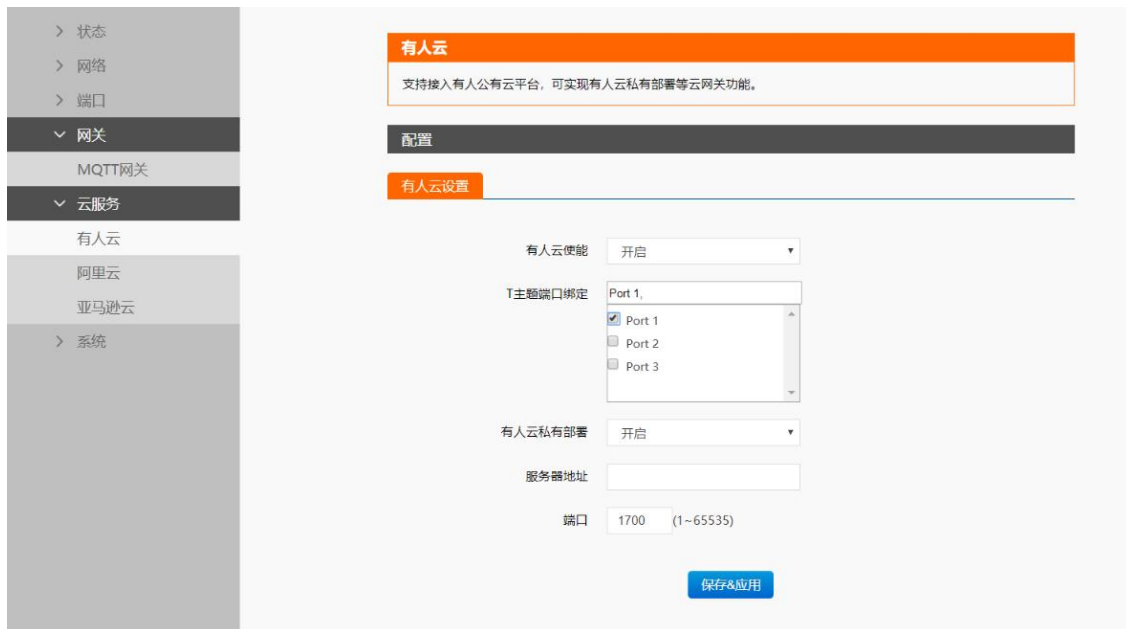 状态
网络
端口
网关
MQTT网关
云服务
有人云
阿里云
亚马逊云
系统
有人云
支持接入有人公有云平台，可实现有人云私有部署等云网关功能。
配置
有人云设置
有人云使能 开启
T主题端口绑定 Port 1,
Port 1
Port 2
Port 3
有人云私有部署 开启
服务器地址
端口 1700 (1~65535)
保存&应用